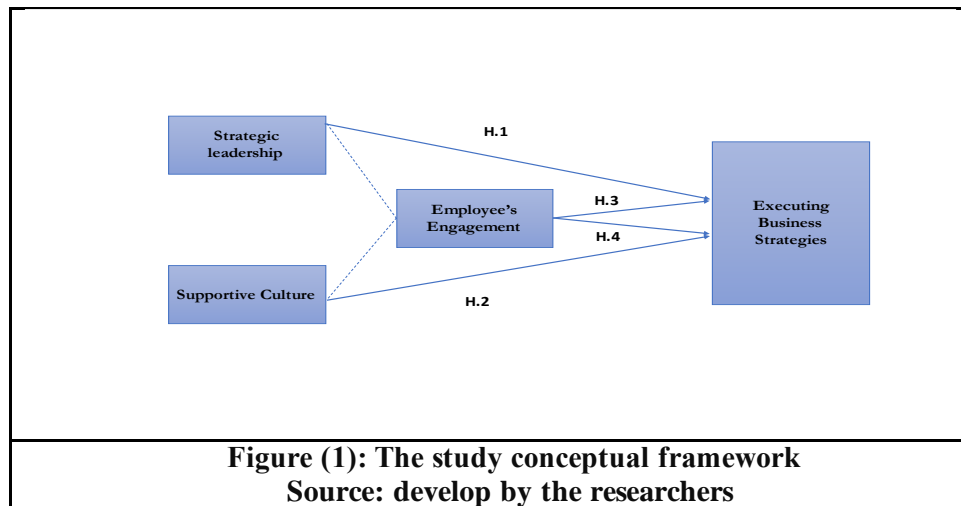 H.1
Strategic
leadership
H.3
Employee's
Engagement
Executing
Business
Strategies
H.4
Supportive Culture
H.2
Figure (1): The study conceptual framework
Source: develop by the researchers